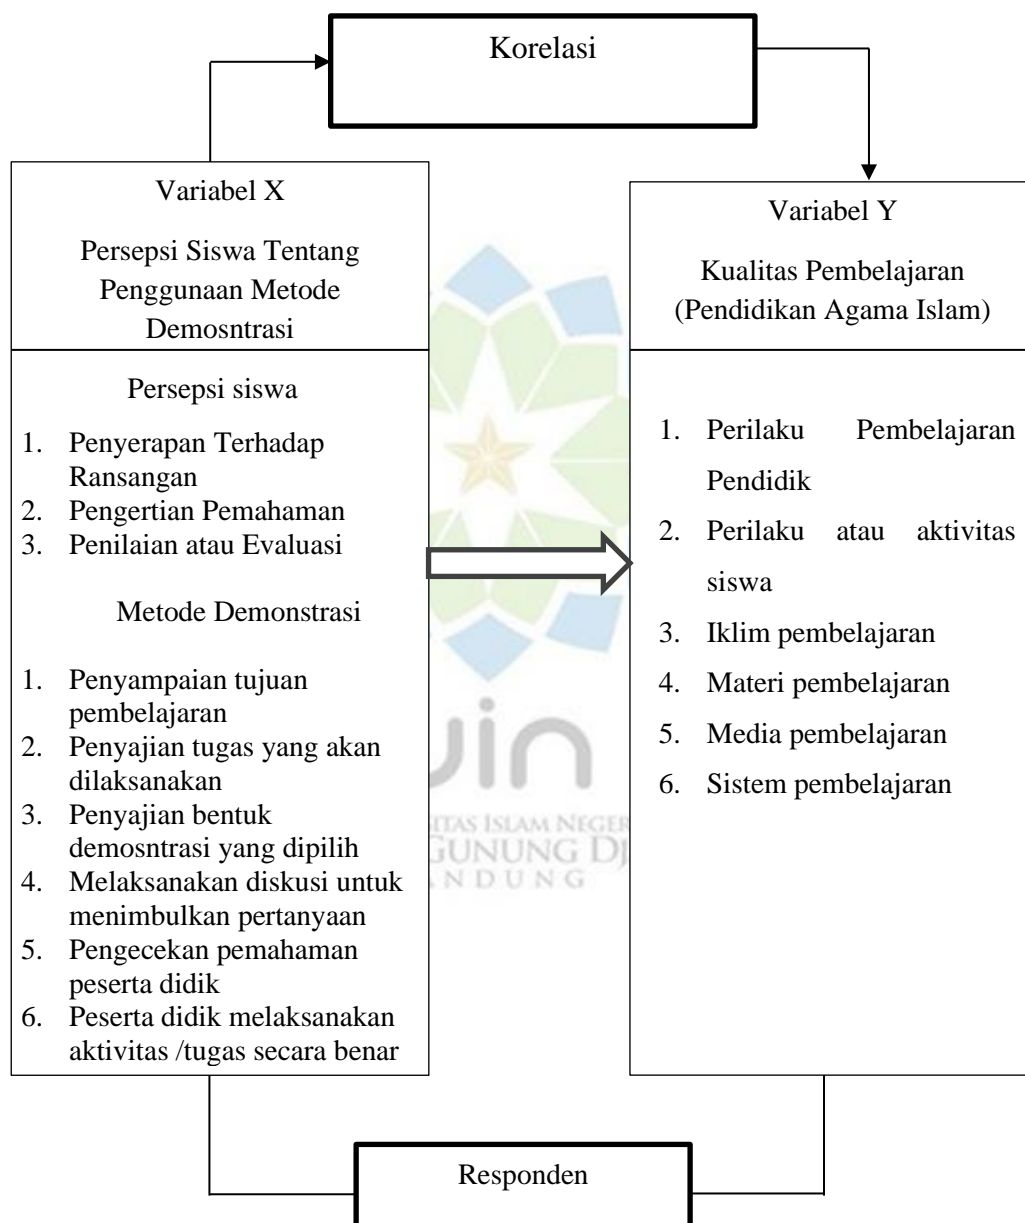 Korelasi
Variabel X
Persepsi Siswa Tentang
Penggunaan Metode
Demosntrasi
Persepsi siswa
1. Penyerapan Terhadap
Ransangan
2. Pengertian Pemahaman
3. Penilaian atau Evaluasi
Metode Demonstrasi
1. Penyampaian tujuan
pembelajaran
2. Penyajian tugas yang akan
dilaksanakan
3. Penyajian bentuk
demosntrasi yang dipilih
4. Melaksanakan diskusi untuk
menimbulkan pertanyaan
5. Pengecekan pemahaman
peserta didik
6. Peserta didik melaksanakan
aktivitas /tugas secara benar
Variabel Y
Kualitas Pembelajaran
(Pendidikan Agama Islam)
1. Perilaku Pembelajaran
Pendidik
2. Perilaku atau aktivitas
siswa
3. Iklim pembelajaran
4. Materi pembelajaran
5. Media pembelajaran
6. Sistem pembelajaran
uin
ISLAM
GUNUNG
Responden